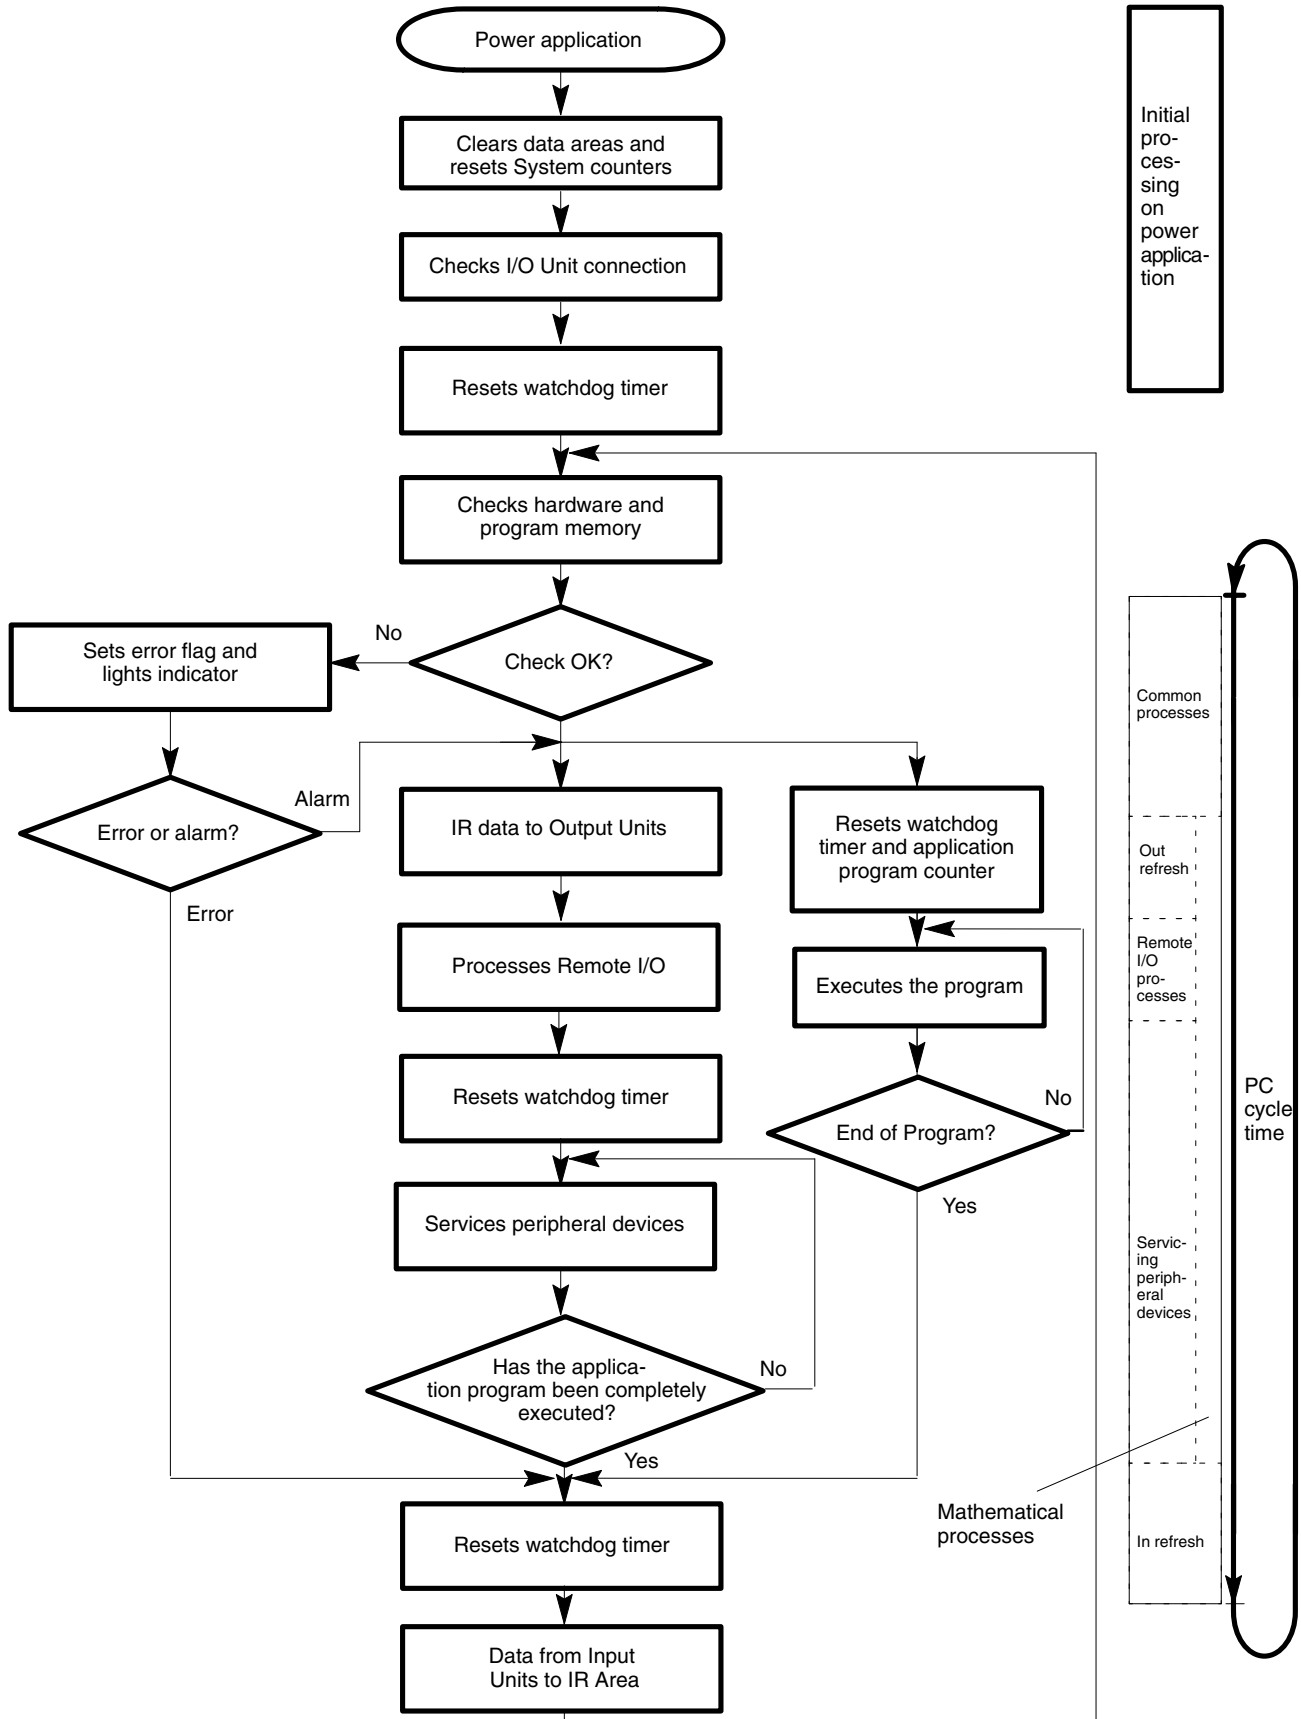 Power application
Clears data areas and
resets System counters
Checks I/O Unit connection
Resets watchdog timer
Checks hardware and
program memory
Check OK?
No
Sets error flag and
lights indicator
Error or alarm?
Alarm
Error
IR data to Output Units
Processes Remote I/O
Resets watchdog timer
Services peripheral devices
Has the applica-
tion program been completely
executed?
No
Yes
Resets watchdog
timer and application
program counter
Executes the program
End of Program?
No
Yes
Resets watchdog timer
Data from Input
Units to IR Area
Initial
pro-
ces-
sing
on
power
applica-
tion
Common
processes
Out
refresh
Remote
I/O
pro-
cesses
Servic-
ing
periph-
eral
devices
In refresh
Mathematical
processes
PC
cycle
time